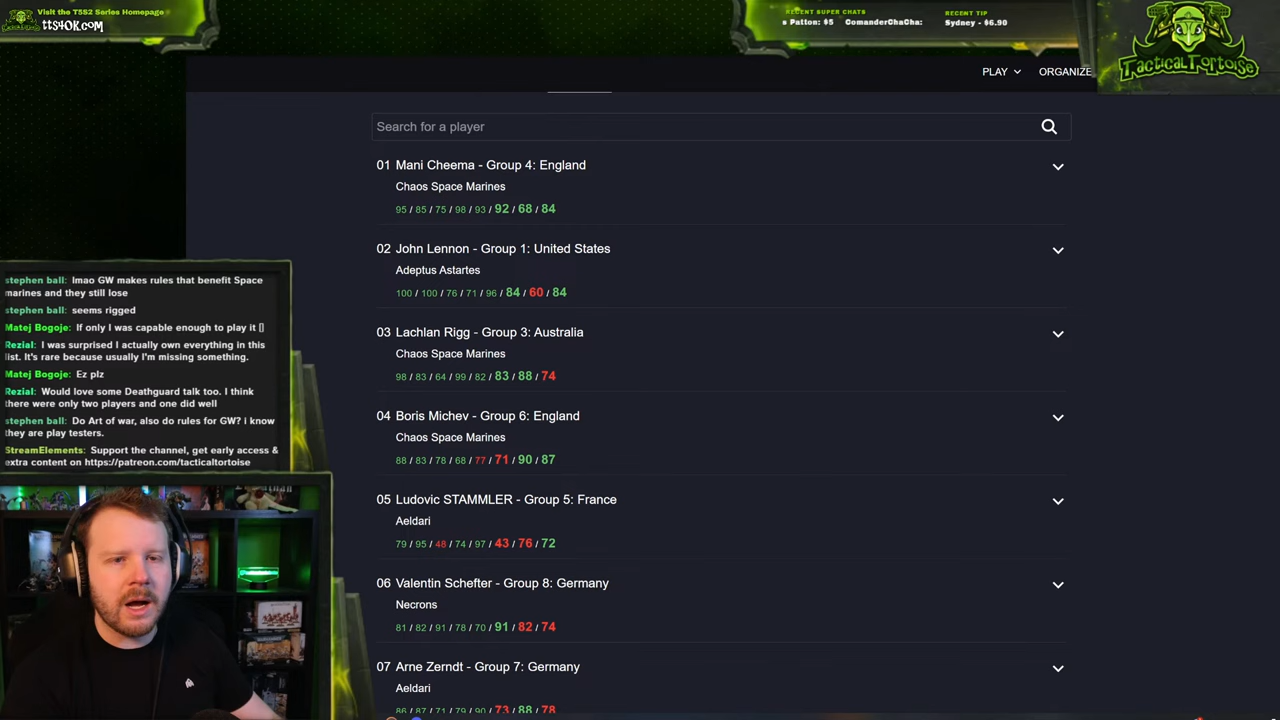 Visit the T5S2 Series Homepage
tts40k.com
RECENT SUPER CHATS
Patton: $5 ComanderChaCha:
RECENT TIP
Sydney - $6.90
TACTICALTORTOISE
PLAY
ORGANIZE
Search for a player
01 Mani Cheema - Group 4: England
Chaos Space Marines
95 / 85 / 75 / 98 / 93 / 92 / 68 / 84
02 John Lennon - Group 1: United States
Adeptus Astartes
100 / 100 / 76 / 71 / 96 / 84 / 60 / 84
03 Lachlan Rigg - Group 3: Australia
Chaos Space Marines
98 / 83 / 64 / 99 / 82 / 83 / 88 / 74
04 Boris Michev - Group 6: England
Chaos Space Marines
88 / 83 / 78 / 68 / 77 / 71 / 90 / 87
05 Ludovic STAMMLER - Group 5: France
Aeldari
79 / 95 / 48 / 74 / 97 / 43 / 76 / 72
06 Valentin Schefter - Group 8: Germany
Necrons
81 / 82 / 91 / 78 / 70 / 91 / 82 / 74
07 Arne Zerndt - Group 7: Germany
Aeldari
86 / 87 / 71 / 79 / 90 / 73 / 88 / 78
stephen ball: lmao GW makes rules that benefit Space
marines and they still lose
stephen ball: seems rigged
Matej Bogoje: If only I was capable enough to play it []
Rezial: I was surprised I actually own everything in this
list. It's rare because usually I'm missing something.
Matej Bogoje: Ez plz
Rezial: Would love some Deathguard talk too. I think
there were only two players and one did well
stephen ball: Do Art of war, also do rules for GW? i know
they are play testers.
StreamElements: Support the channel, get early access &
extra content on https://patreon.com/tacticaltortoise